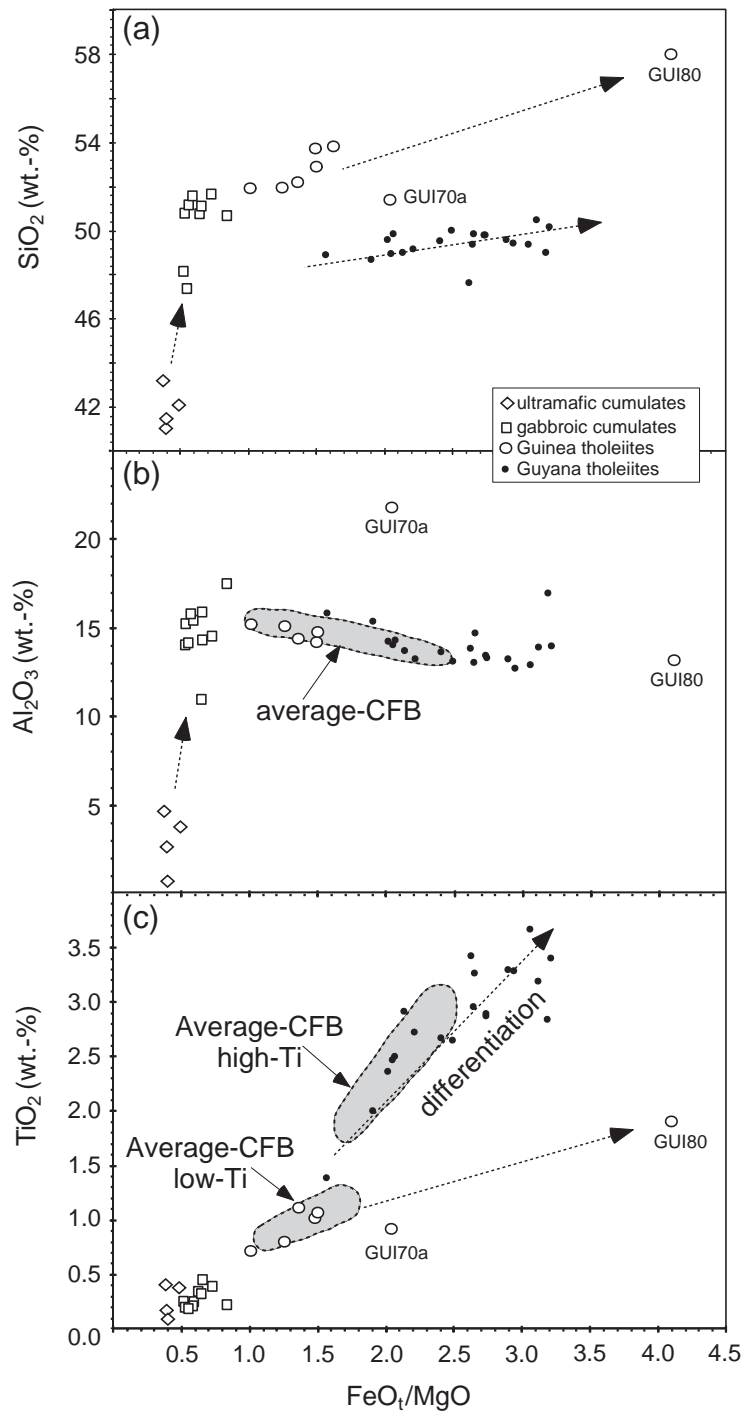 (a)
58
54
50
46
42
SiO₂ (wt.-%)
GUI80
GUI70a
ultramafic cumulates
gabbroic cumulates
Guinea tholeiites
Guyana tholeiites
(b)
20
15
10
5
Al₂O₃ (wt.-%)
GUI70a
GUI80
average-CFB
(c)
3.5
3.0
2.5
2.0
1.5
1.0
0.5
0.0
TiO₂ (wt.-%)
Average-CFB
high-Ti
differentiation
Average-CFB
low-Ti
GUI80
GUI70a
0.5 1.0 1.5 2.0 2.5 3.0 3.5 4.0 4.5
FeOₜ/MgO